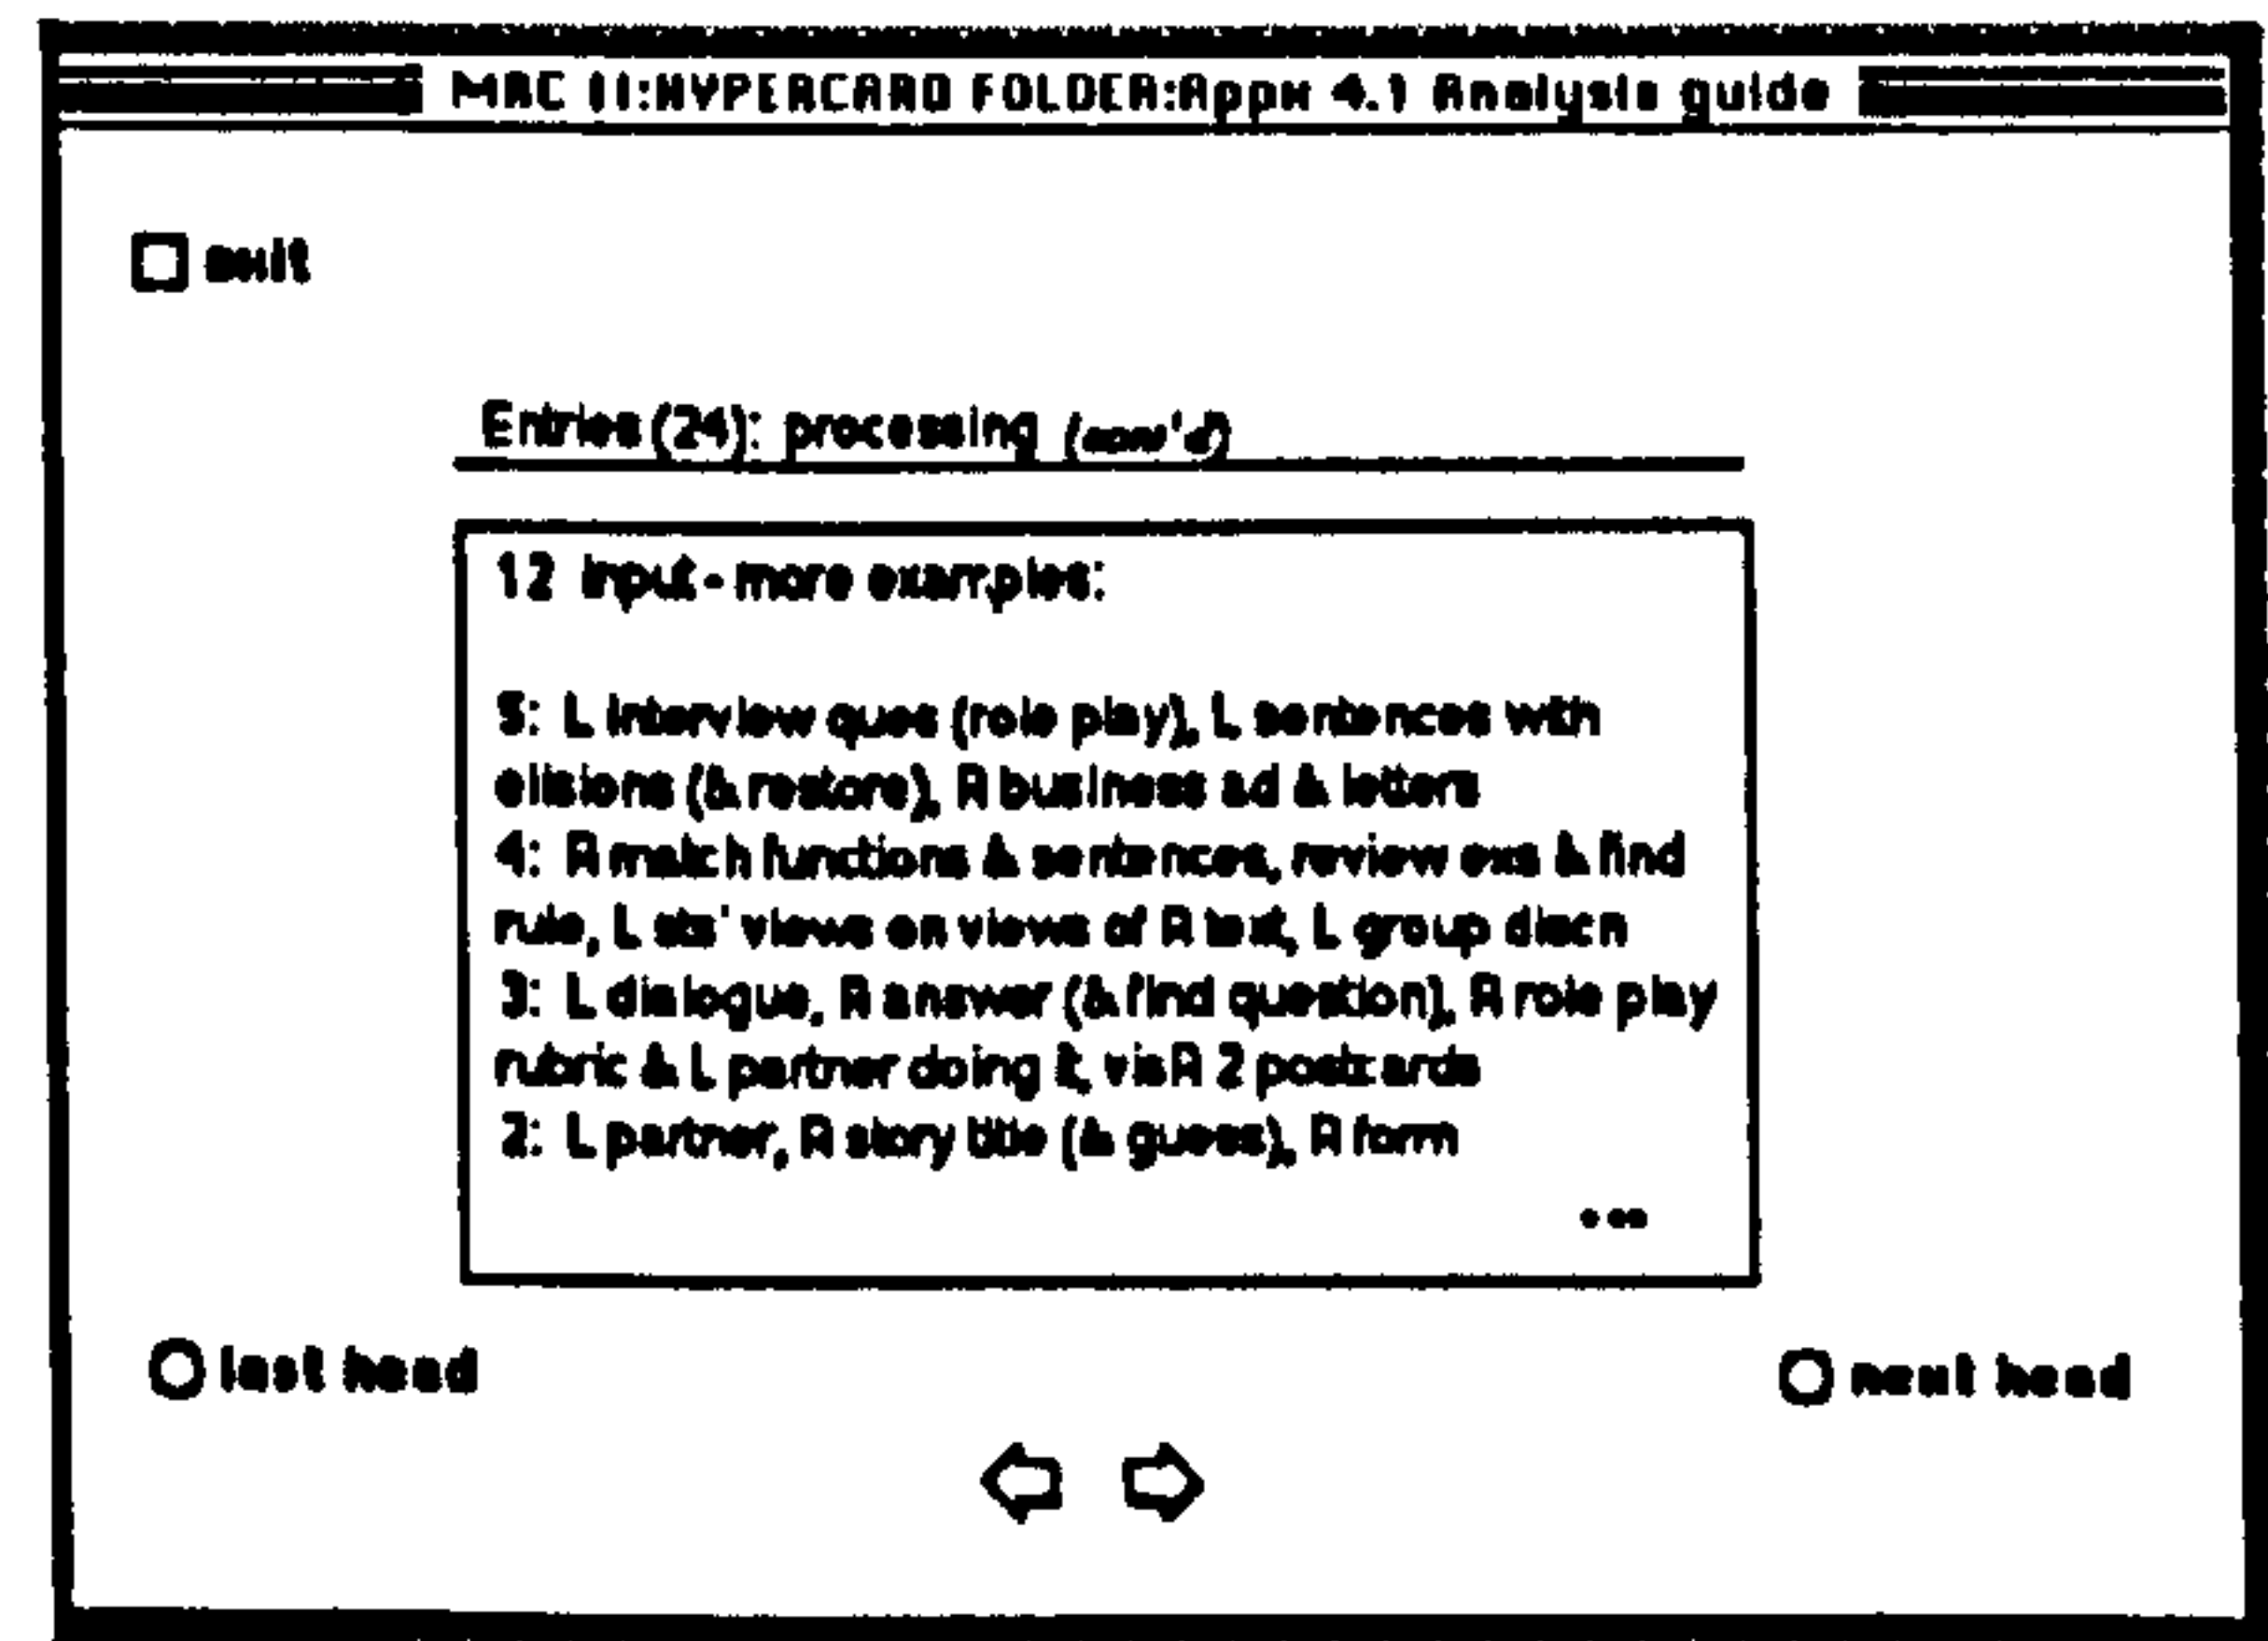 MAC II:HYPERCARD FOLDER:Appx 4.1 Analysis guide
exit
Entries (24): processing (con'd)
12 input - more examples:
5: L interview ques (role play), L sentences with
elisions (& restore), R business ad & letters
4: R match functions & sentences, review exs & find
rule, L sts' views on views of R text, L group discn
3: L dialogue, R answer (& find question), R role play
rubric & L partner doing it, vis R 2 postcards
2: L partner, R story title (& guess), R form
...
last head
next head